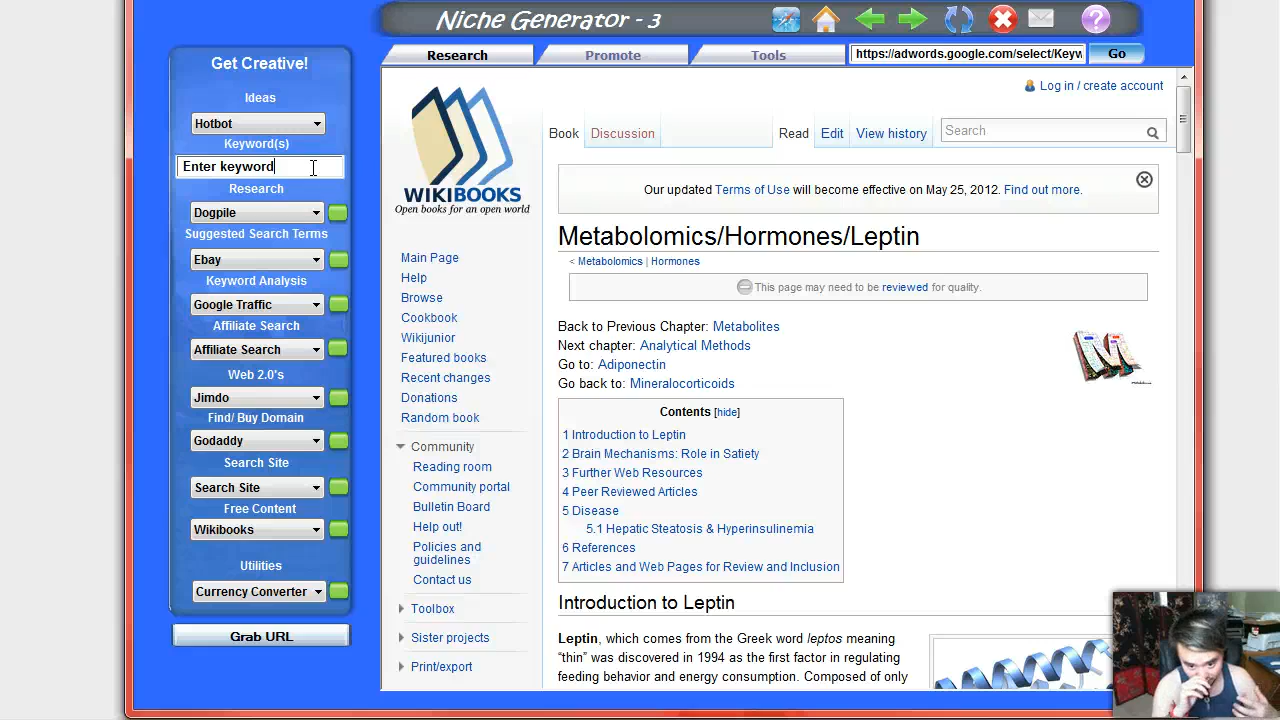 Niche Generator - 3
Get Creative!
Ideas
Hotbot
Keyword(s)
Enter keyword
Research
Dogpile
Suggested Search Terms
Ebay
Keyword Analysis
Google Traffic
Affiliate Search
Affiliate Search
Web 2.0's
Jimdo
Find/ Buy Domain
Godaddy
Search Site
Search Site
Free Content
Wikibooks
Utilities
Currency Converter
Grab URL
Research Promote Tools https://adwords.google.com/select/Keyw Go
WIKIBOOKS
Open books for an open world
Main Page
Help
Browse
Cookbook
Wikijunior
Featured books
Recent changes
Donations
Random book
Community
Reading room
Community portal
Bulletin Board
Help out!
Policies and
guidelines
Contact us
Toolbox
Sister projects
Print/export
Log in / create account
Book Discussion Read Edit View history Search
Our updated Terms of Use will become effective on May 25, 2012. Find out more.
Metabolomics/Hormones/Leptin
< Metabolomics | Hormones
This page may need to be reviewed for quality.
Back to Previous Chapter: Metabolites
Next chapter: Analytical Methods
Go to: Adiponectin
Go back to: Mineralocorticoids
M
Contents [hide]
1 Introduction to Leptin
2 Brain Mechanisms: Role in Satiety
3 Further Web Resources
4 Peer Reviewed Articles
5 Disease
5.1 Hepatic Steatosis & Hyperinsulinemia
6 References
7 Articles and Web Pages for Review and Inclusion
Introduction to Leptin
Leptin, which comes from the Greek word leptos meaning
“thin” was discovered in 1994 as the first factor in regulating
feeding behavior and energy consumption. Composed of only